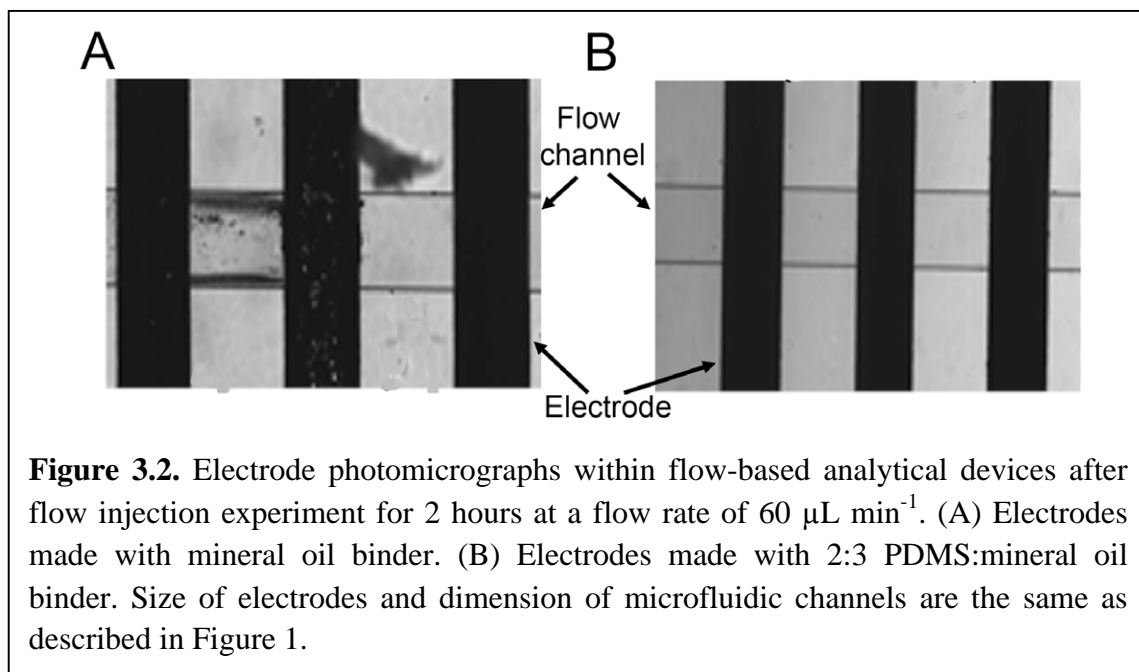 A
B
Flow
channel
Electrode
Figure 3.2. Electrode photomicrographs within flow-based analytical devices after
flow injection experiment for 2 hours at a flow rate of 60 µL min-1. (A) Electrodes
made with mineral oil binder. (B) Electrodes made with 2:3 PDMS:mineral oil
binder. Size of electrodes and dimension of microfluidic channels are the same as
described in Figure 1.